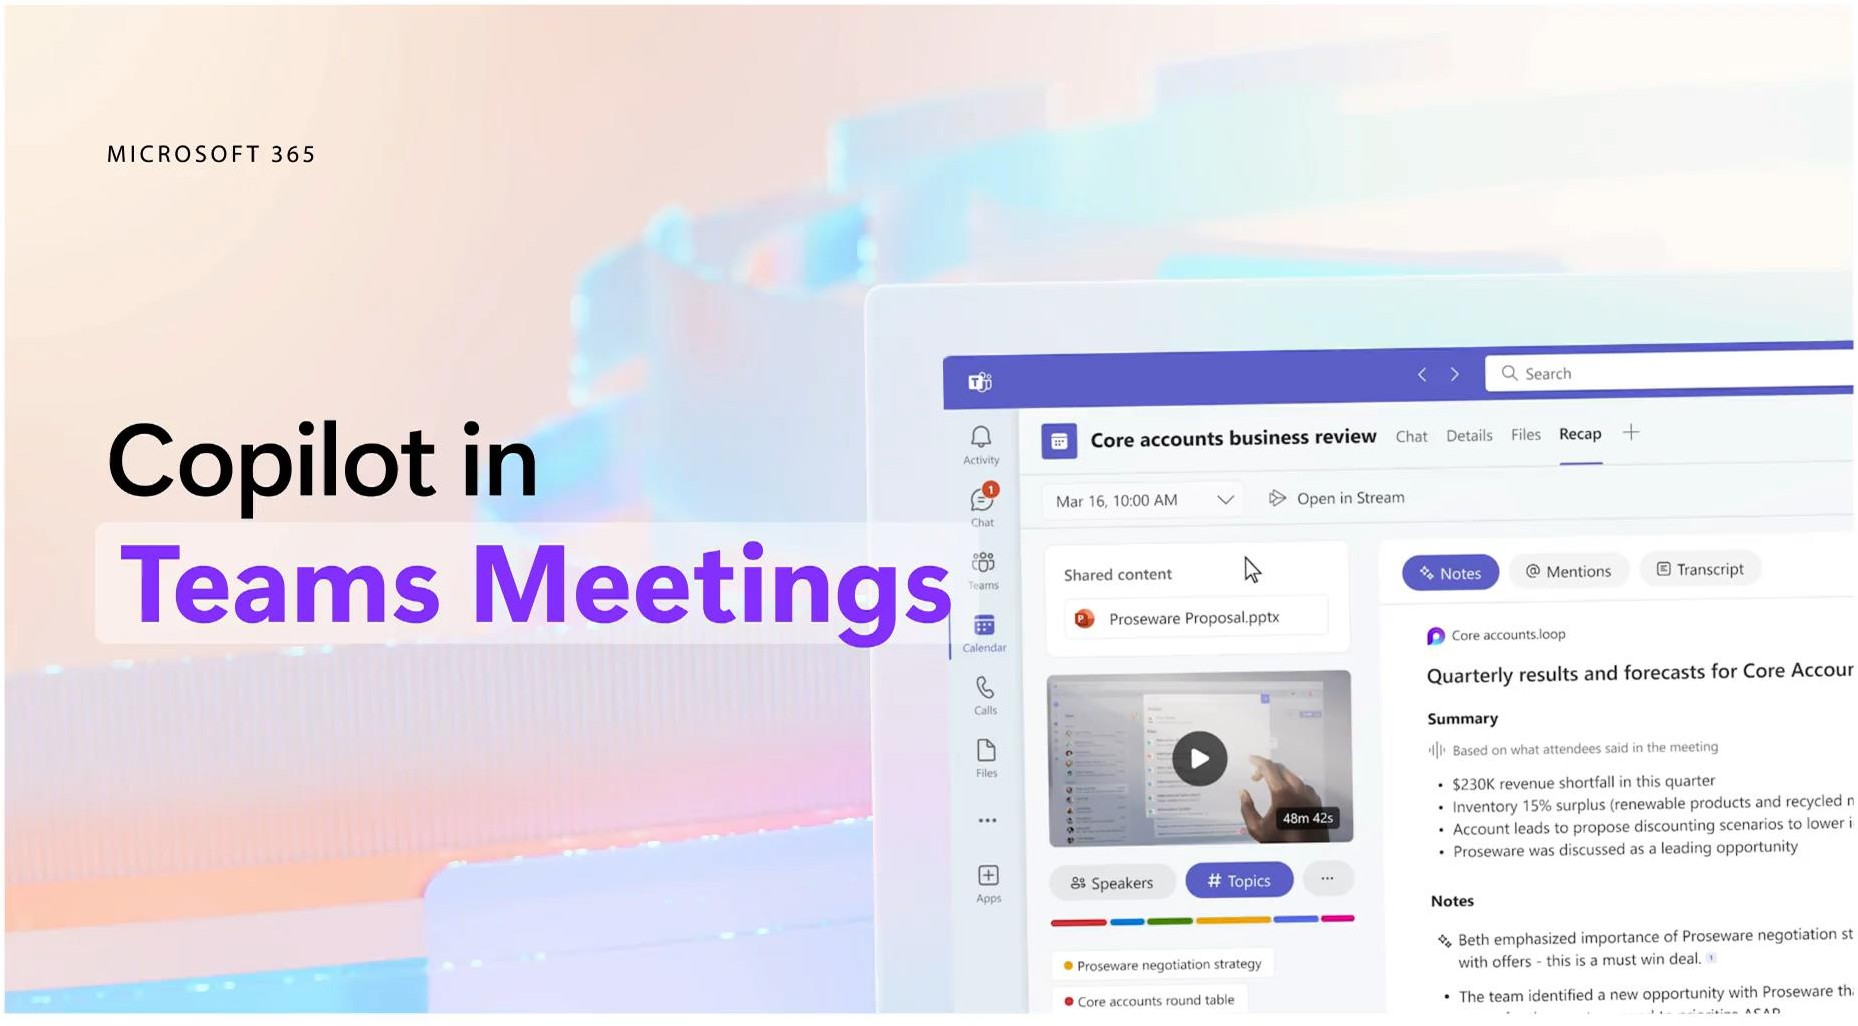 MICROSOFT 365
Copilot in
Teams Meetings
Search
Activity
1
Chat
Teams
Calendar
Calls
Files
Apps
Core accounts business review
Chat
Details
Files
Recap
Mar 16, 10:00 AM
Open in Stream
Shared content
Proseware Proposal.pptx
48m 42s
Speakers
# Topics
...
Proseware negotiation strategy
Core accounts round table
Notes
@ Mentions
Transcript
Core accounts.loop
Quarterly results and forecasts for Core Accour
Summary
Based on what attendees said in the meeting
• $230K revenue shortfall in this quarter
• Inventory 15% surplus (renewable products and recycled
• Account leads to propose discounting scenarios to lower
• Proseware was discussed as a leading opportunity
Notes
Beth emphasized importance of Proseware negotiation st
with offers - this is a must win deal. 1
• The team identified a new opportunity with Proseware